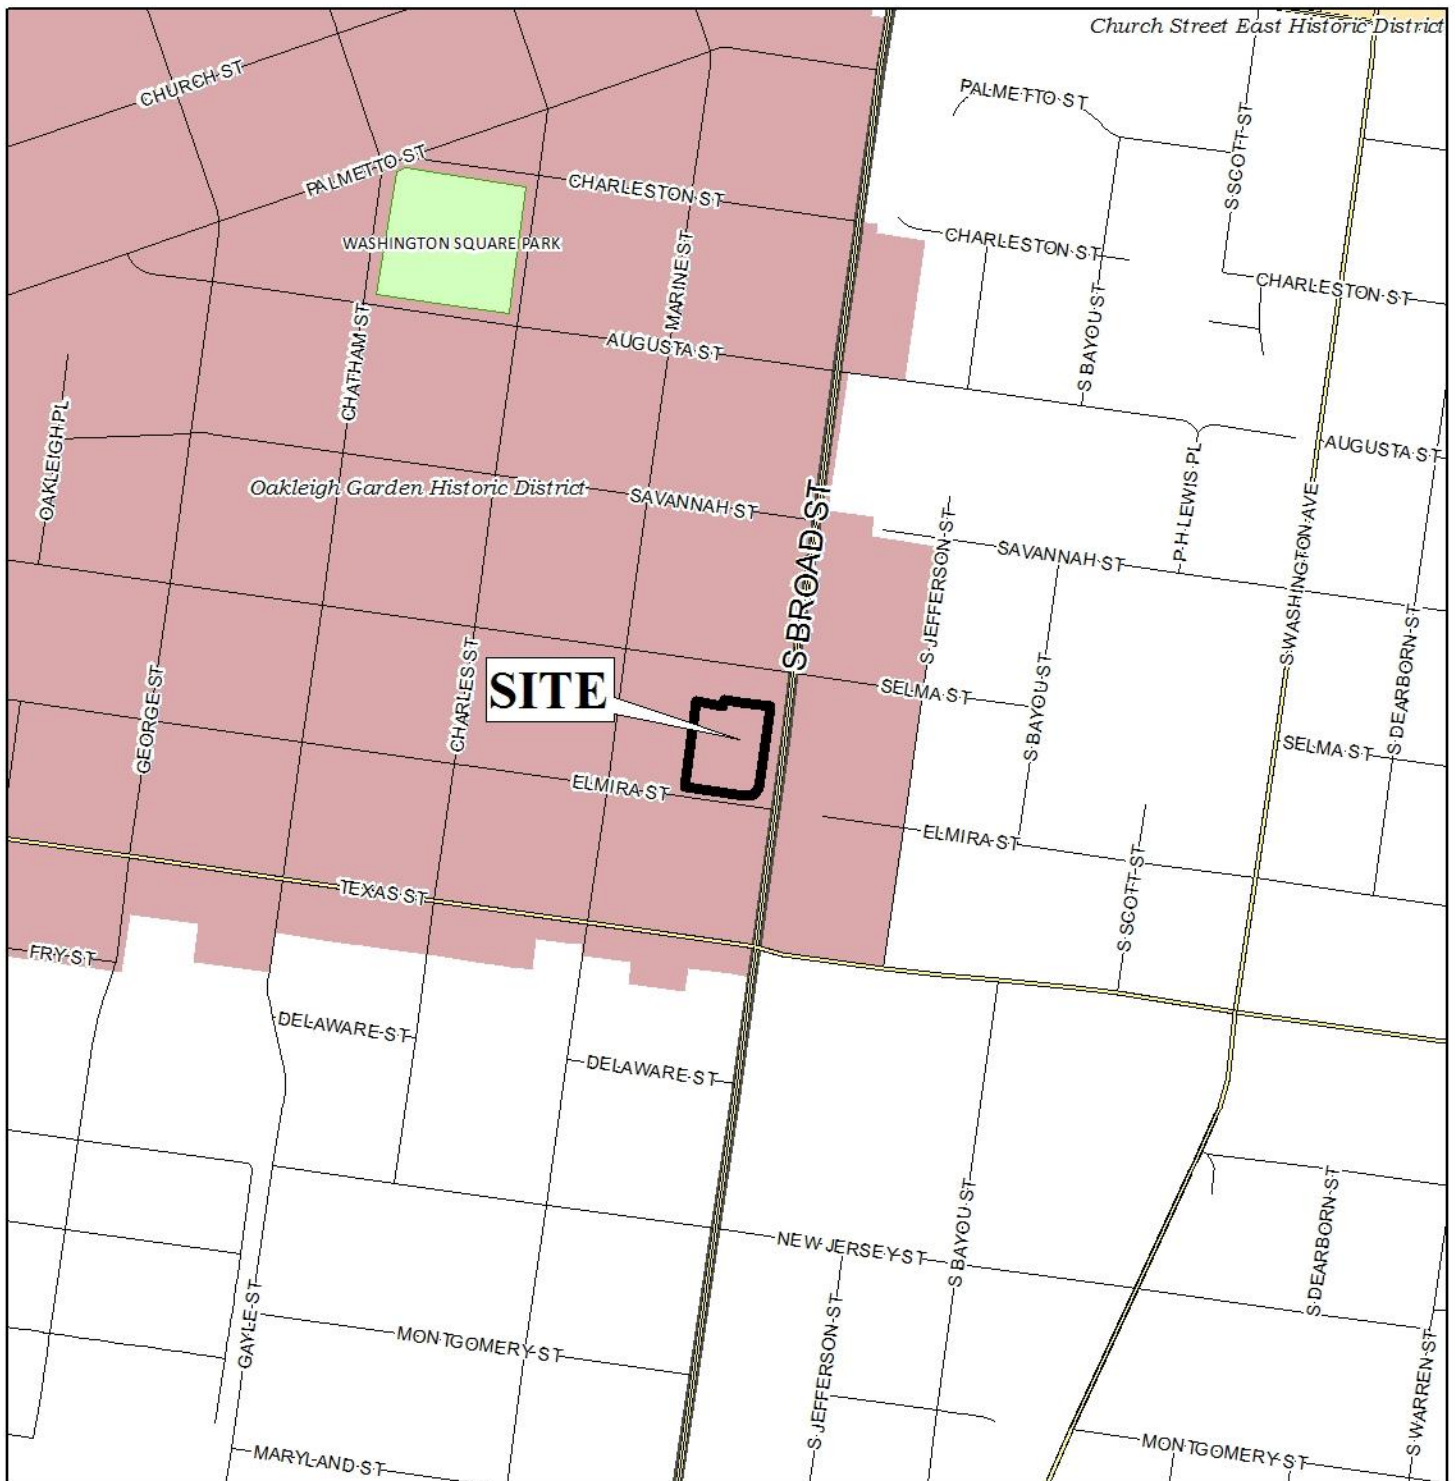 Church Street East Historic District
CHURCH ST
PALMETTO ST
S SCOTT ST
PALMETTO ST
CHARLESTON ST
WASHINGTON SQUARE PARK
MARINE ST
CHARLESTON ST
CHARLESTON ST
S BAYOU ST
CHATHAM ST
AUGUSTA ST
OAKLEIGH PL
AUGUSTA ST
P H LEWIS PL
Oakleigh Garden Historic District
SAVANNAH ST
S BROAD ST
S JEFFERSON ST
SAVANNAH ST
S WASHINGTON AVE
S DEARBORN ST
GEORGE ST
CHARLES ST
SITE
SELMA ST
S BAYOU ST
SELMA ST
ELMIRA ST
ELMIRA ST
S SCOTT ST
TEXAS ST
FRY ST
DELAWARE ST
DELAWARE ST
S BAYOU ST
S DEARBORN ST
NEW JERSEY ST
GAYLE ST
MONTGOMERY ST
S JEFFERSON ST
S WARREN ST
MARYLAND ST
MONTGOMERY ST